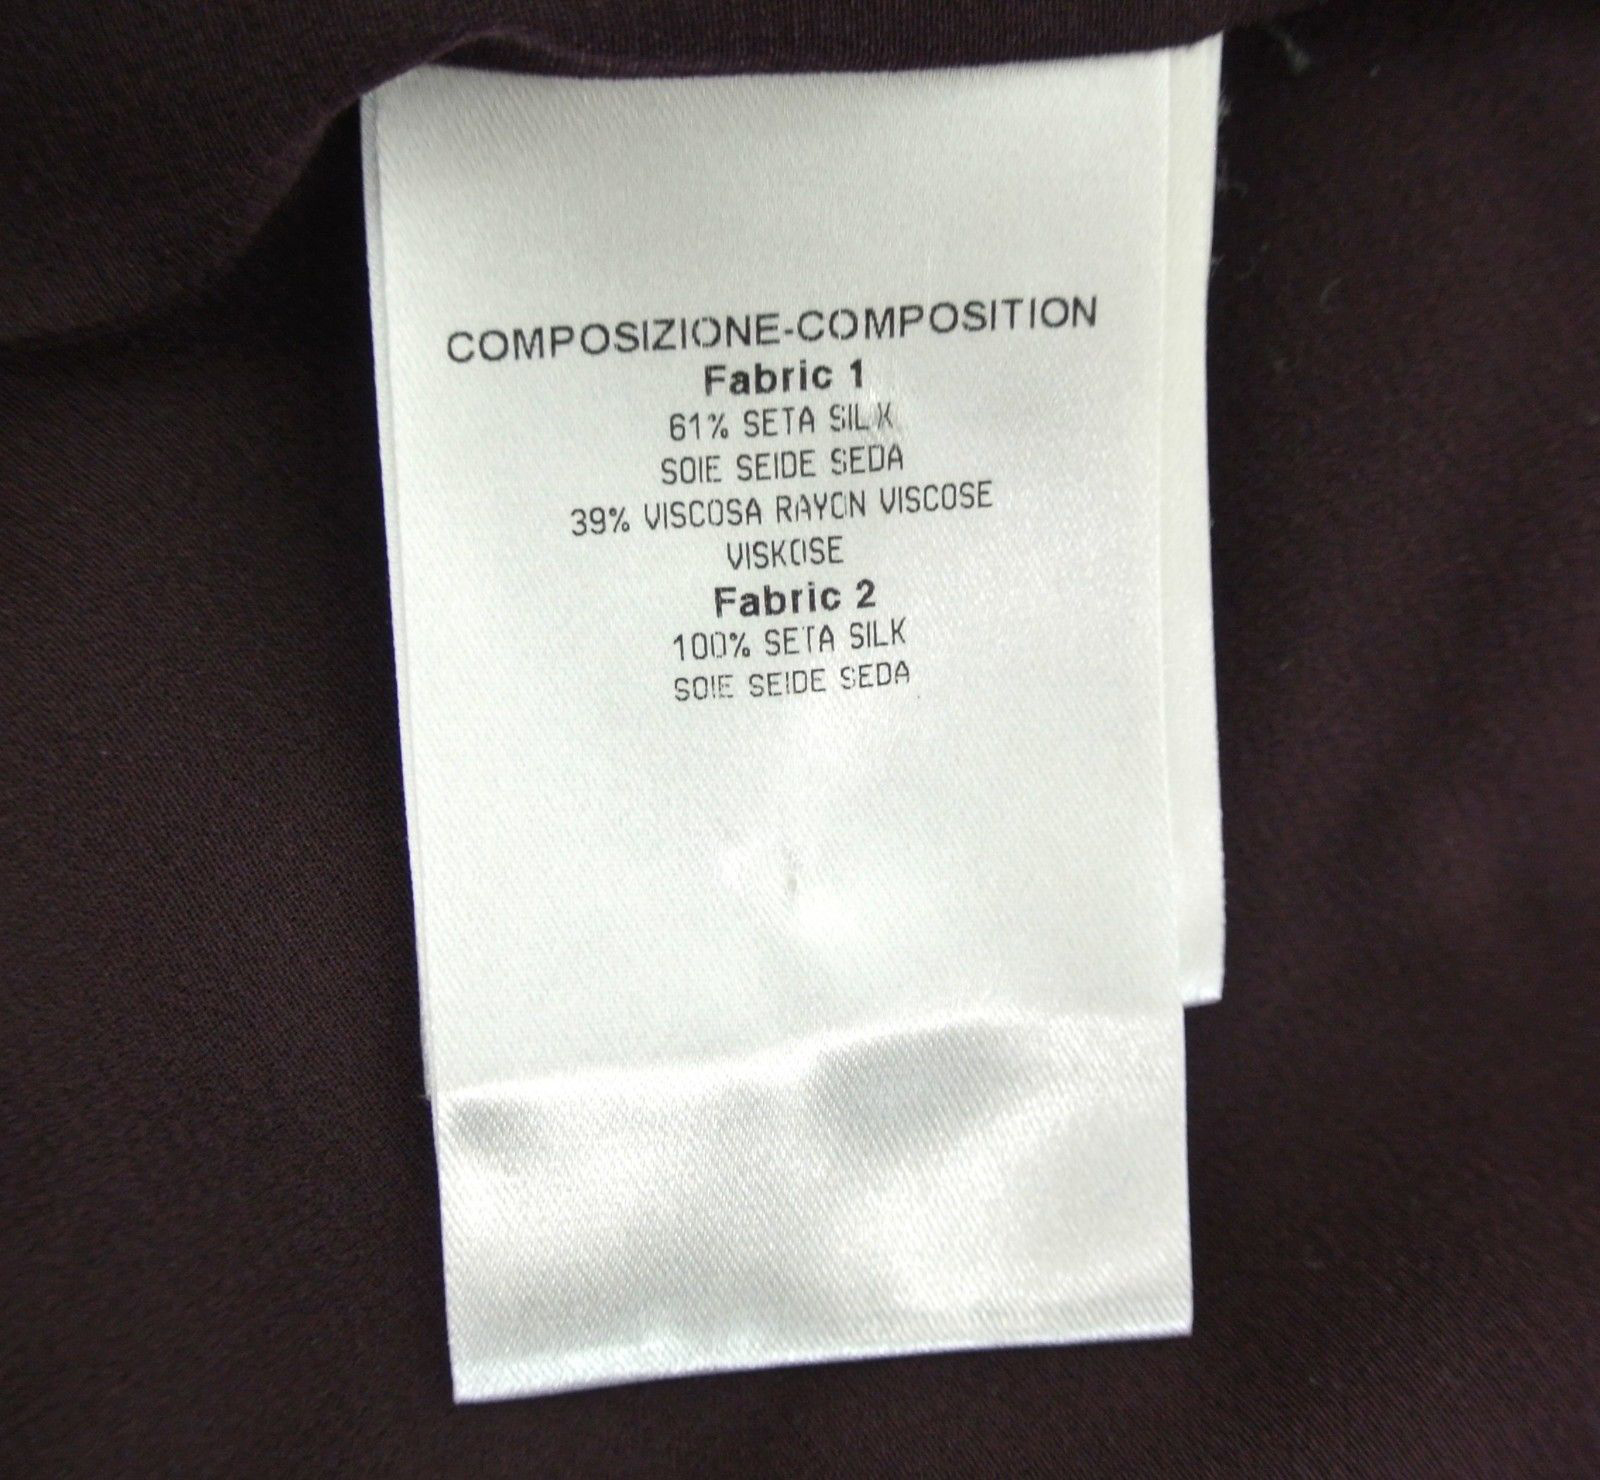 COMPOSIZIONE-COMPOSITION
Fabric 1
61% SETA SILK
SOIE SEIDE SEDA
39% VISCOSA RAYON VISCOSE
VISKOSE
Fabric 2
100% SETA SILK
SOIE SEIDE SEDA